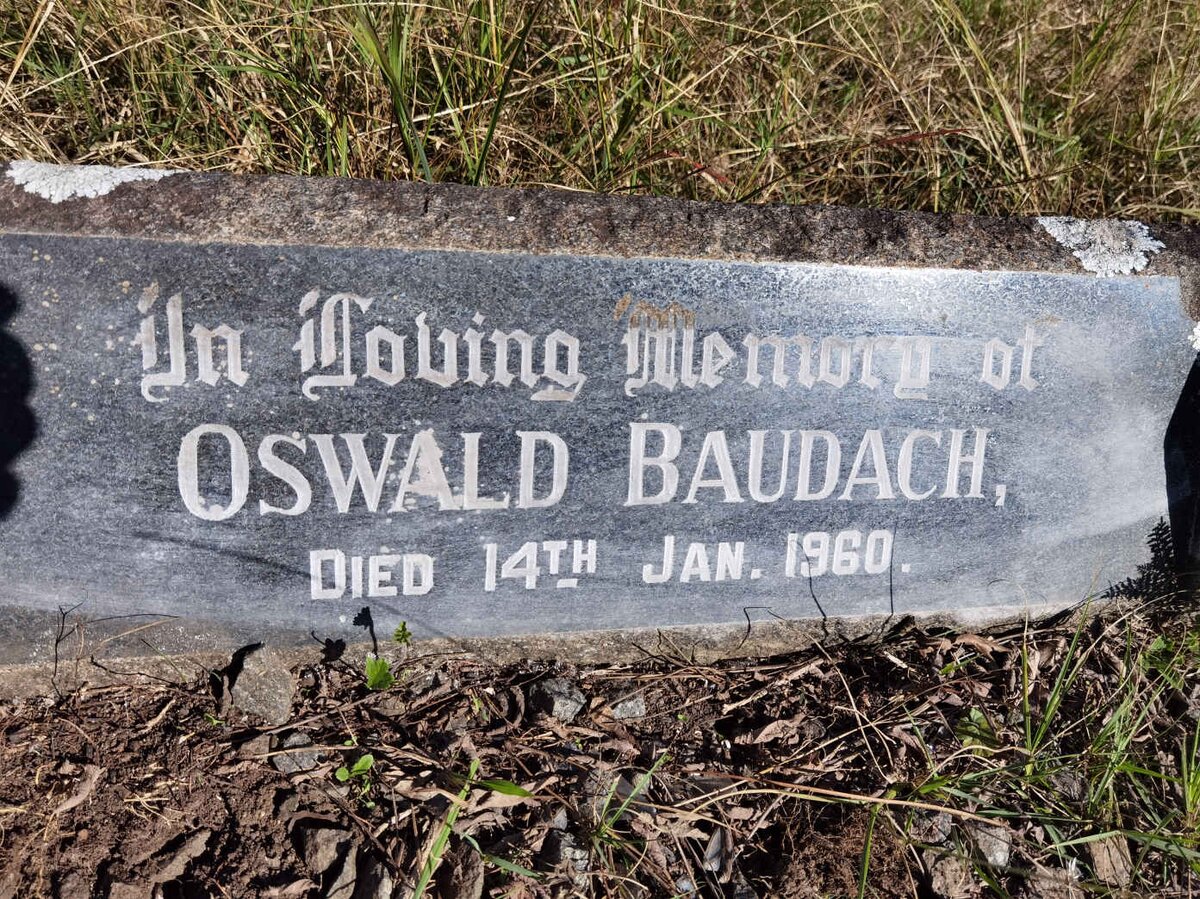 In Loving Memory of
OSWALD BAUDACH,
DIED 14TH JAN. 1960.